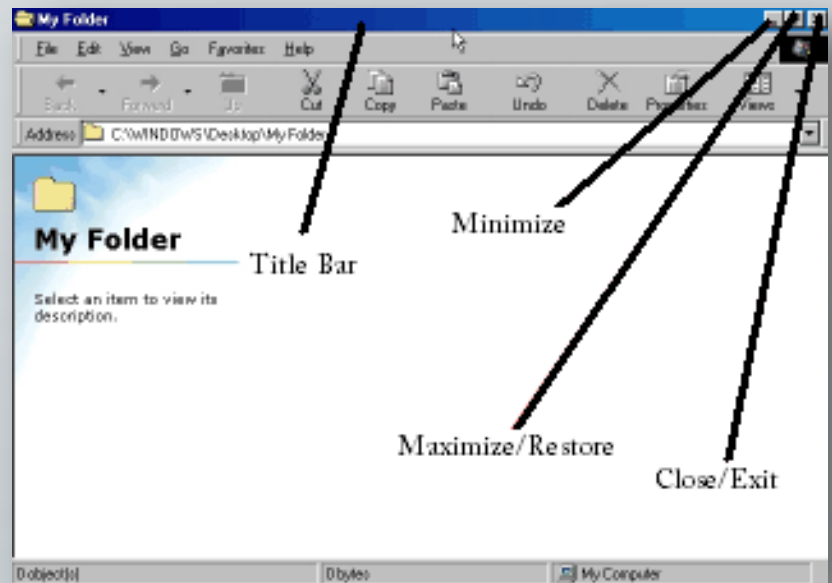 My Folder
File Edit View Go Favorites Help
Back Forward Up Cut Copy Paste Undo Delete Properties Views
Address C:\WINDOWS\Desktop\My Folder
Minimize
My Folder
Title Bar
Select an item to view its
description.
Maximize/Restore
Close/Exit
0 object(s) 0 bytes My Computer